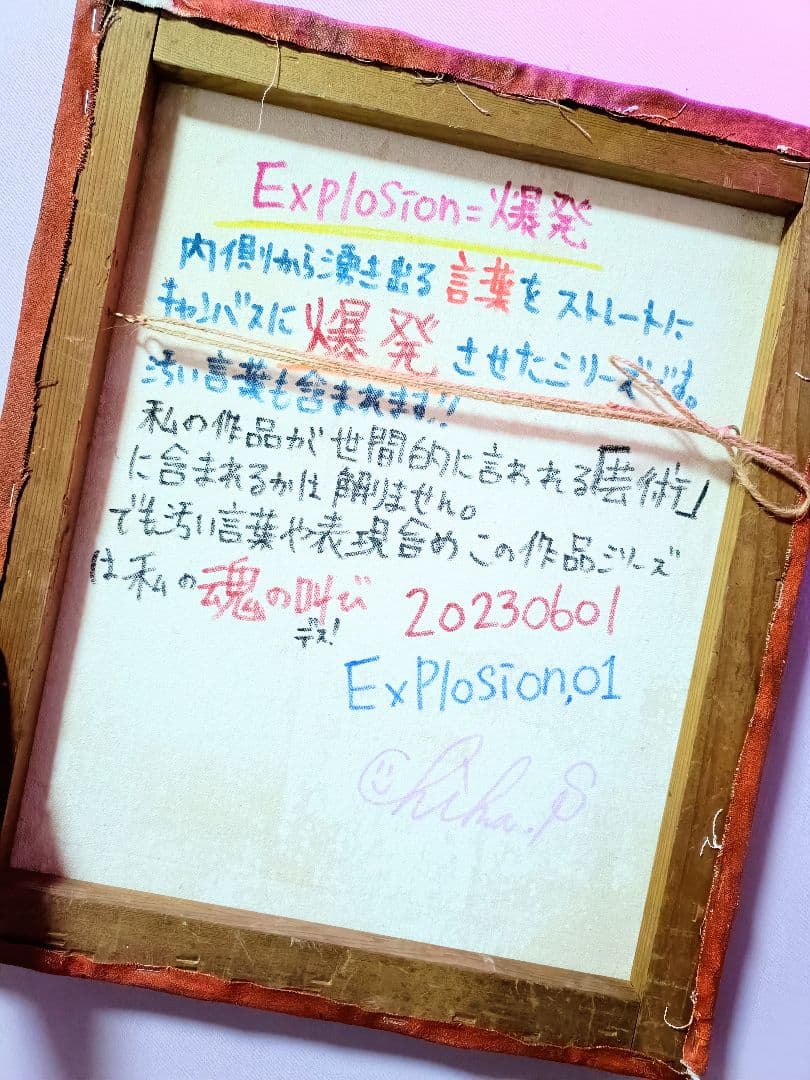 Explosion=爆発
内側から湧き出る言葉をストレートに
キャンバスに爆発させたシリーズです。
汚い言葉も含まれます!!
私の作品が世間的に言われる「芸術」
に含まれるかは解りません。
でも汚い言葉や表現含めこの作品シリーズ
は私の魂の叫び
デス!
20230601
Explosion,01
Chika.S